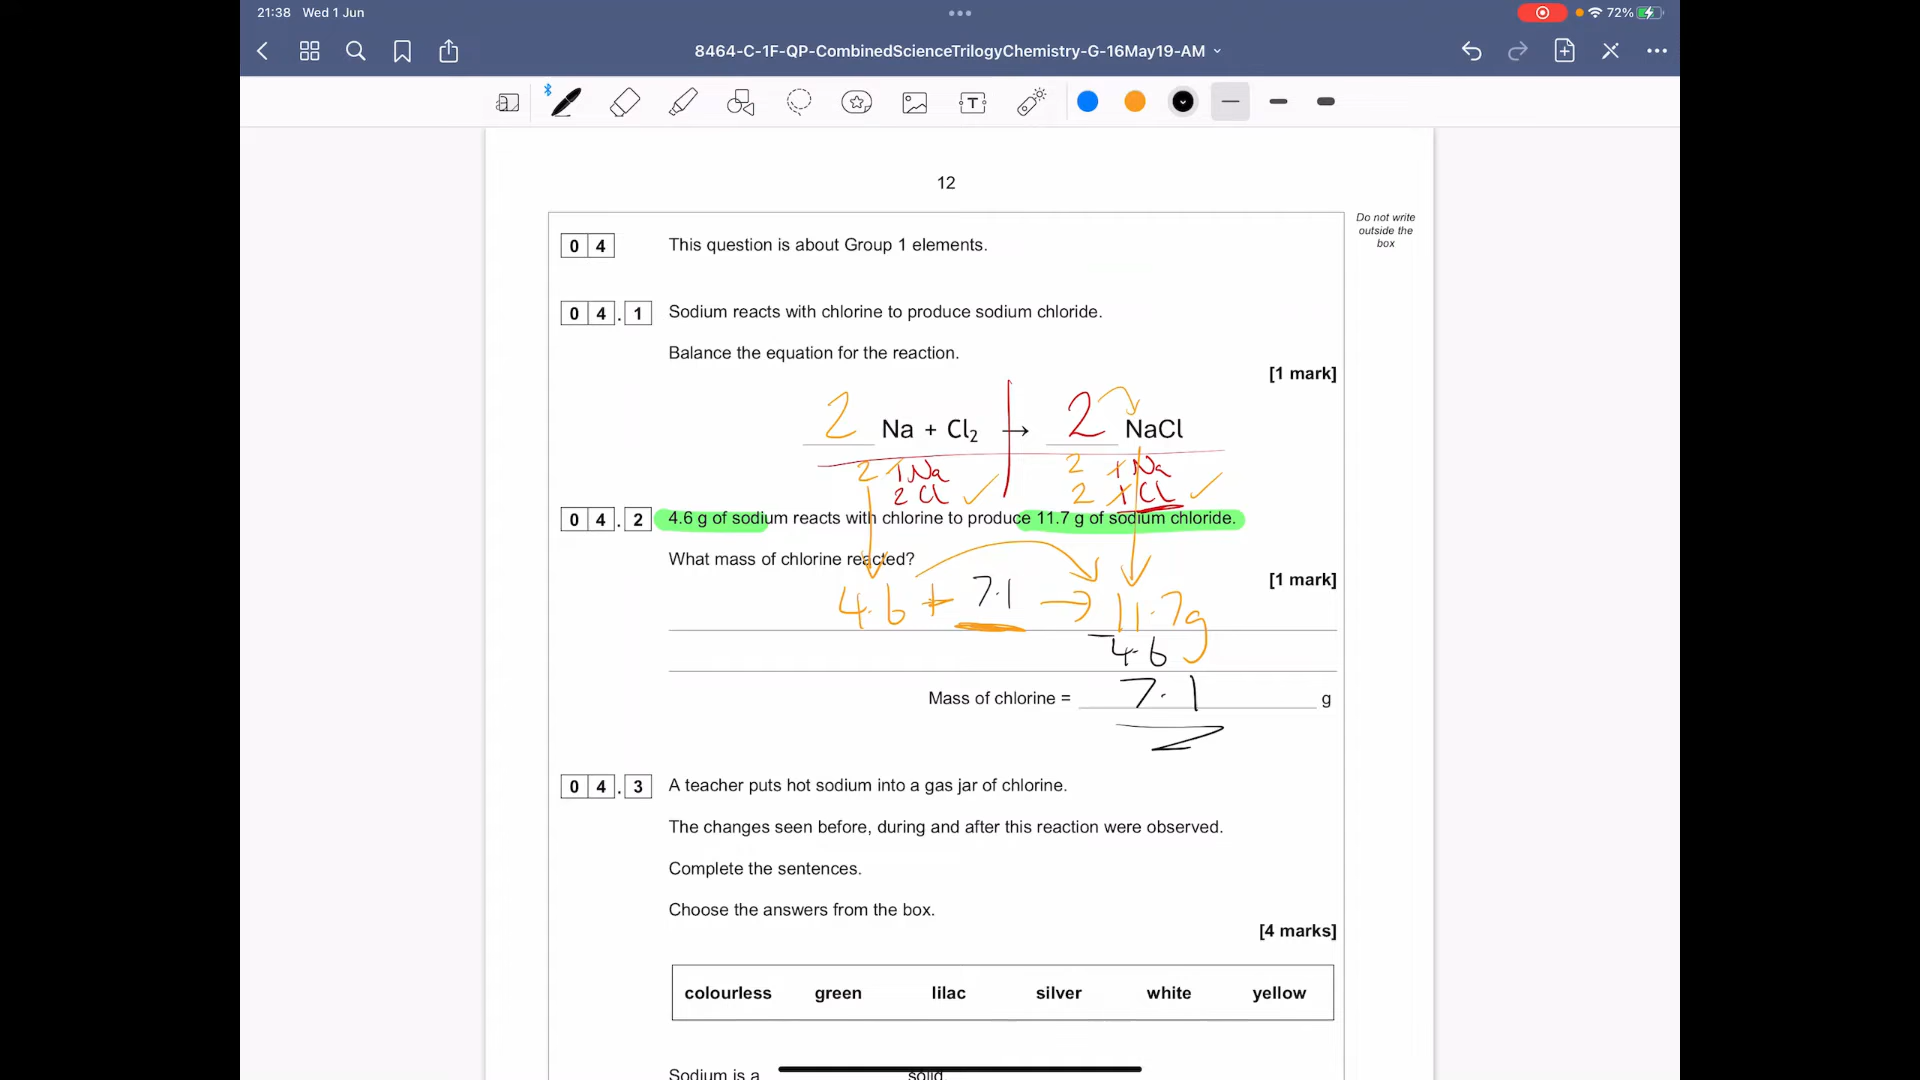 21:38 Wed 1 Jun
72%
8464-C-1F-QP-CombinedScienceTrilogyChemistry-G-16May19-AM
12
Do not write
outside the
box
0 4 This question is about Group 1 elements.
0 4 . 1 Sodium reacts with chlorine to produce sodium chloride.
Balance the equation for the reaction.
[1 mark]
2 Na + Cl₂ → 2 NaCl
2 1 Na 2 1 Na
2 Cl ✓ 2 1 Cl ✓
0 4 . 2 4.6 g of sodium reacts with chlorine to produce 11.7 g of sodium chloride.
What mass of chlorine reacted?
[1 mark]
4.6 + 7.1 → 11.7g
- 4.6
Mass of chlorine = 7.1 g
0 4 . 3 A teacher puts hot sodium into a gas jar of chlorine.
The changes seen before, during and after this reaction were observed.
Complete the sentences.
Choose the answers from the box.
[4 marks]
colourless green lilac silver white yellow
Sodium is a solid.